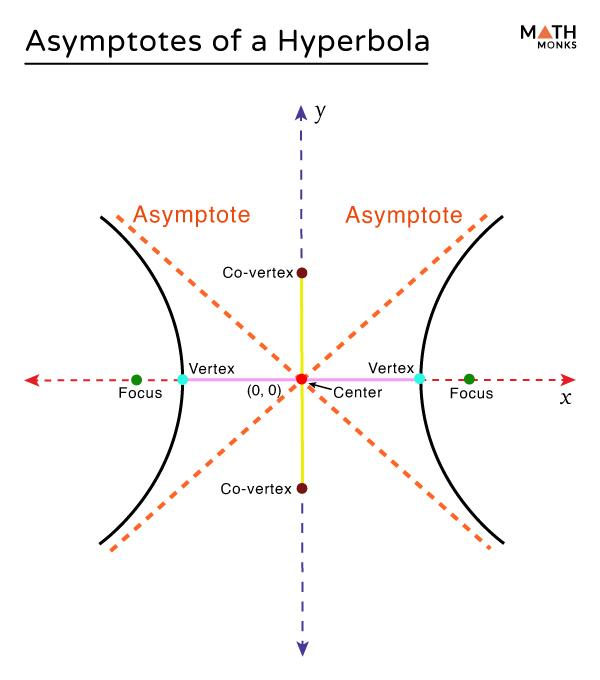 Asymptotes of a Hyperbola
MATH
MONKS
y
Asymptote Asymptote
Co-vertex
Vertex Vertex
Focus (0, 0) Center Focus x
Co-vertex